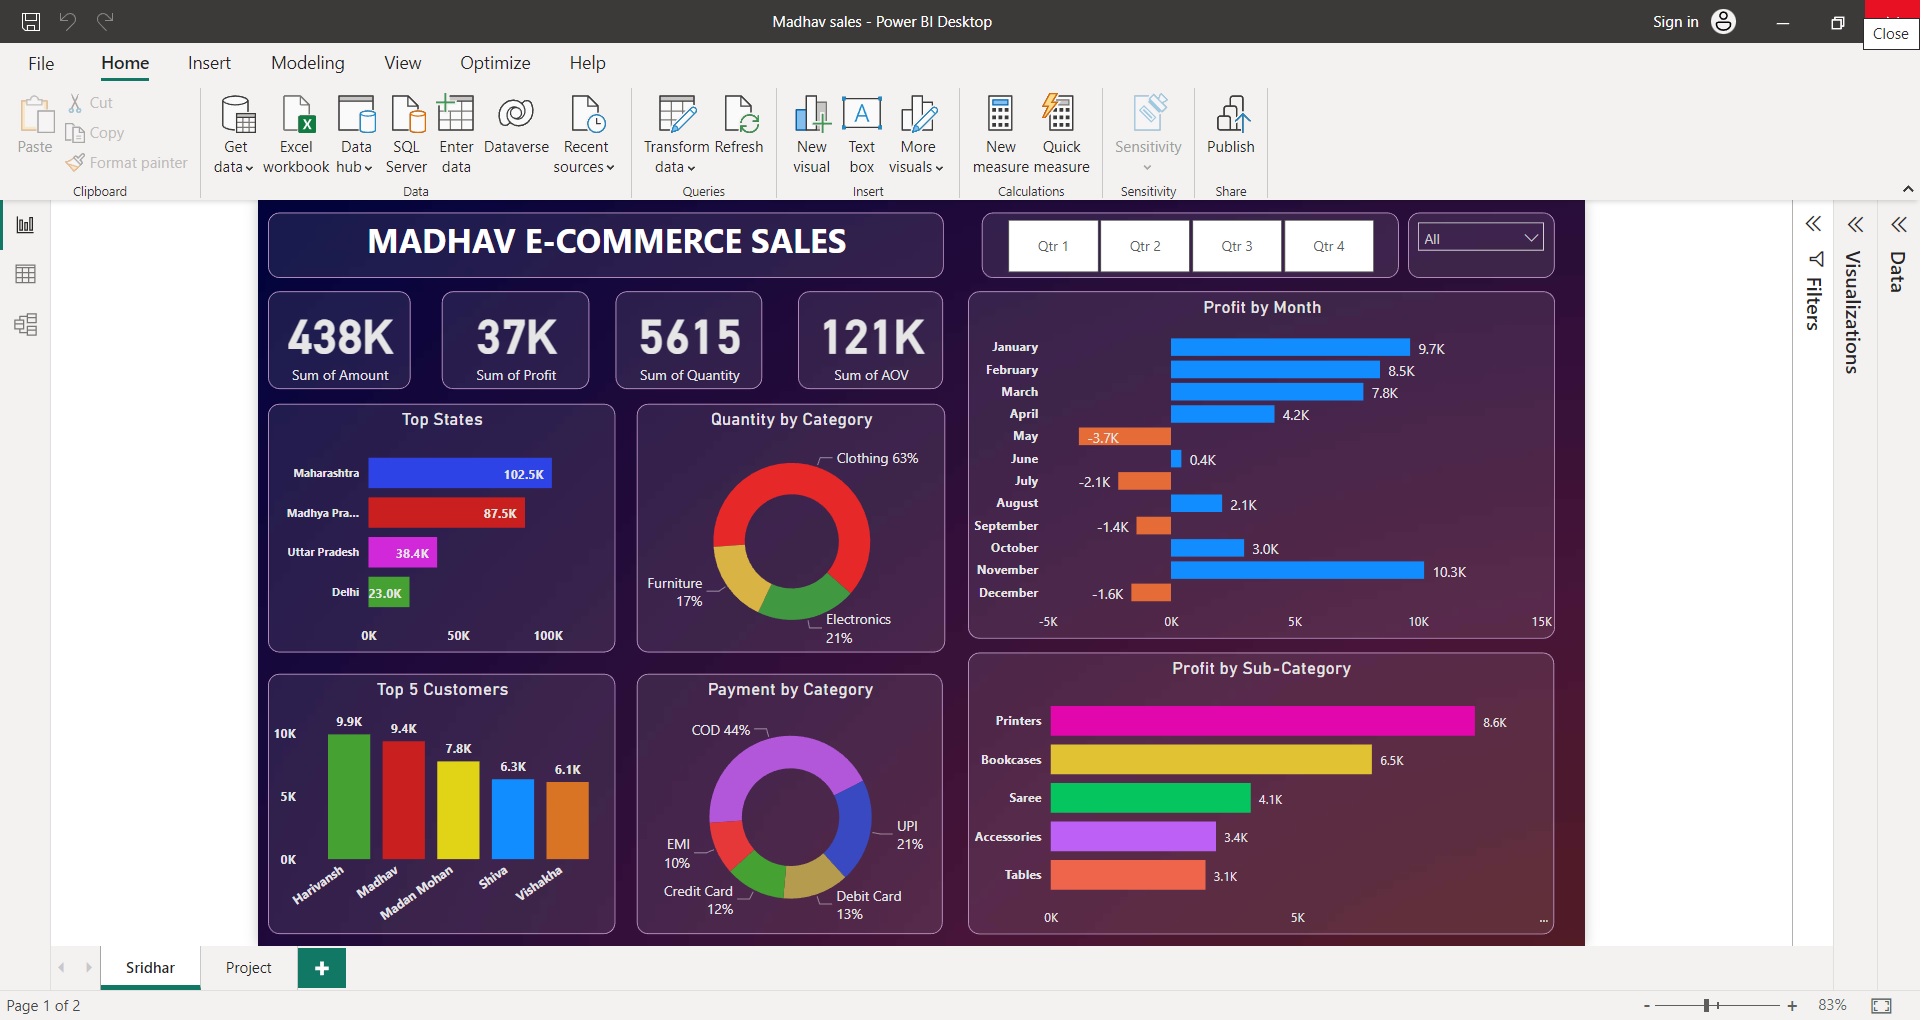 Madhav sales - Power BI Desktop
Sign in
Close
File Home Insert Modeling View Optimize Help
Paste
Cut
Copy
Format painter
Clipboard
Get data
Excel workbook
Data hub
SQL Server
Enter data
Dataverse
Recent sources
Data
Transform data
Refresh
Queries
New visual
Text box
More visuals
Insert
New measure
Quick measure
Calculations
Sensitivity
Sensitivity
Publish
Share
MADHAV E-COMMERCE SALES
Qtr 1 Qtr 2 Qtr 3 Qtr 4
All
438K
Sum of Amount
37K
Sum of Profit
5615
Sum of Quantity
121K
Sum of AOV
Top States
Maharashtra 102.5K
Madhya Pra... 87.5K
Uttar Pradesh 38.4K
Delhi 23.0K
0K 50K 100K
Quantity by Category
Clothing 63%
Furniture
17%
Electronics
21%
Profit by Month
January 9.7K
February 8.5K
March 7.8K
April 4.2K
May -3.7K
June 0.4K
July -2.1K
August 2.1K
September -1.4K
October 3.0K
November 10.3K
December -1.6K
-5K 0K 5K 10K 15K
Top 5 Customers
10K
5K
0K
9.9K 9.4K 7.8K 6.3K 6.1K
Harivansh Madhav Madan Mohan Shiva Vishakha
Payment by Category
COD 44%
UPI
21%
EMI
10%
Credit Card
12%
Debit Card
13%
Profit by Sub-Category
Printers 8.6K
Bookcases 6.5K
Saree 4.1K
Accessories 3.4K
Tables 3.1K
0K 5K ...
Filters
Visualizations
Data
Sridhar Project +
Page 1 of 2
- + 83%